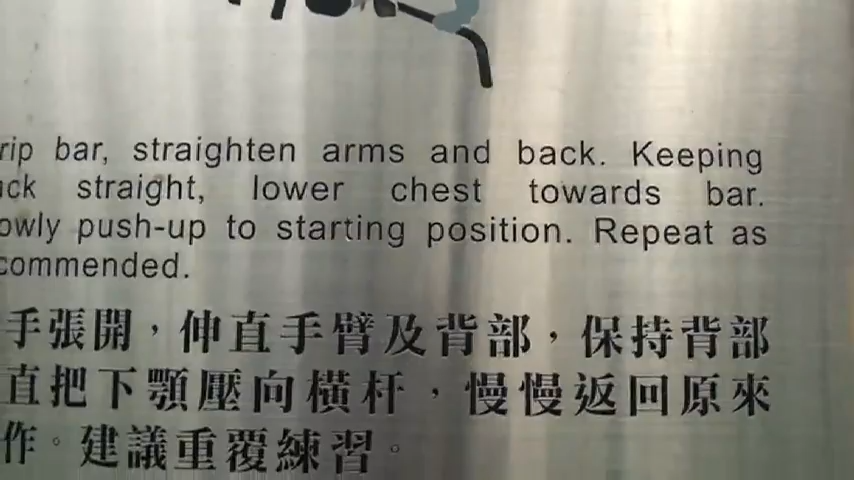 rip bar, straighten arms and back. Keeping
ck straight, lower chest towards bar.
owly push-up to starting position. Repeat as
commended.
手張開，伸直手臂及背部，保持背部
直把下顎壓向橫杆，慢慢返回原來
作。建議重覆練習。